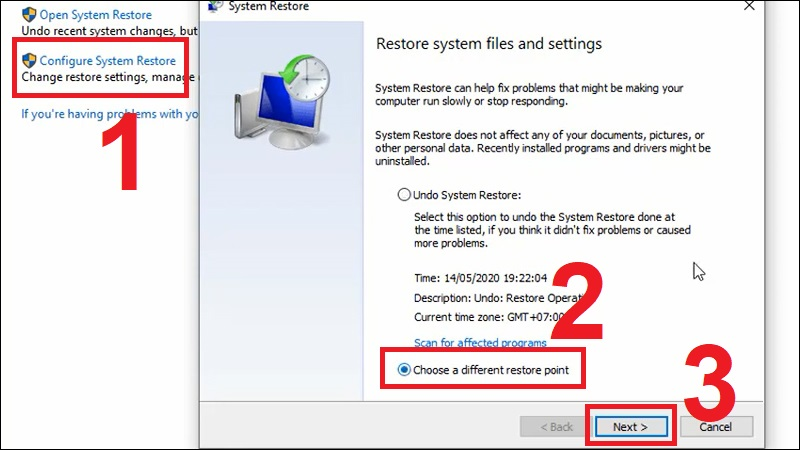 Open System Restore
Undo recent system changes, but
Configure System Restore
Change restore settings, manage
If you're having problems with yo
1
System Restore
Restore system files and settings
System Restore can help fix problems that might be making your
computer run slowly or stop responding.
System Restore does not affect any of your documents, pictures, or
other personal data. Recently installed programs and drivers might be
uninstalled.
Undo System Restore:
Select this option to undo the System Restore done at
the time listed, if you think it didn't fix problems or caused
more problems.
Time: 14/05/2020 19:22:04
Description: Undo: Restore Operat
Current time zone: GMT+07:00
2
Scan for affected programs
Choose a different restore point
3
< Back
Next >
Cancel